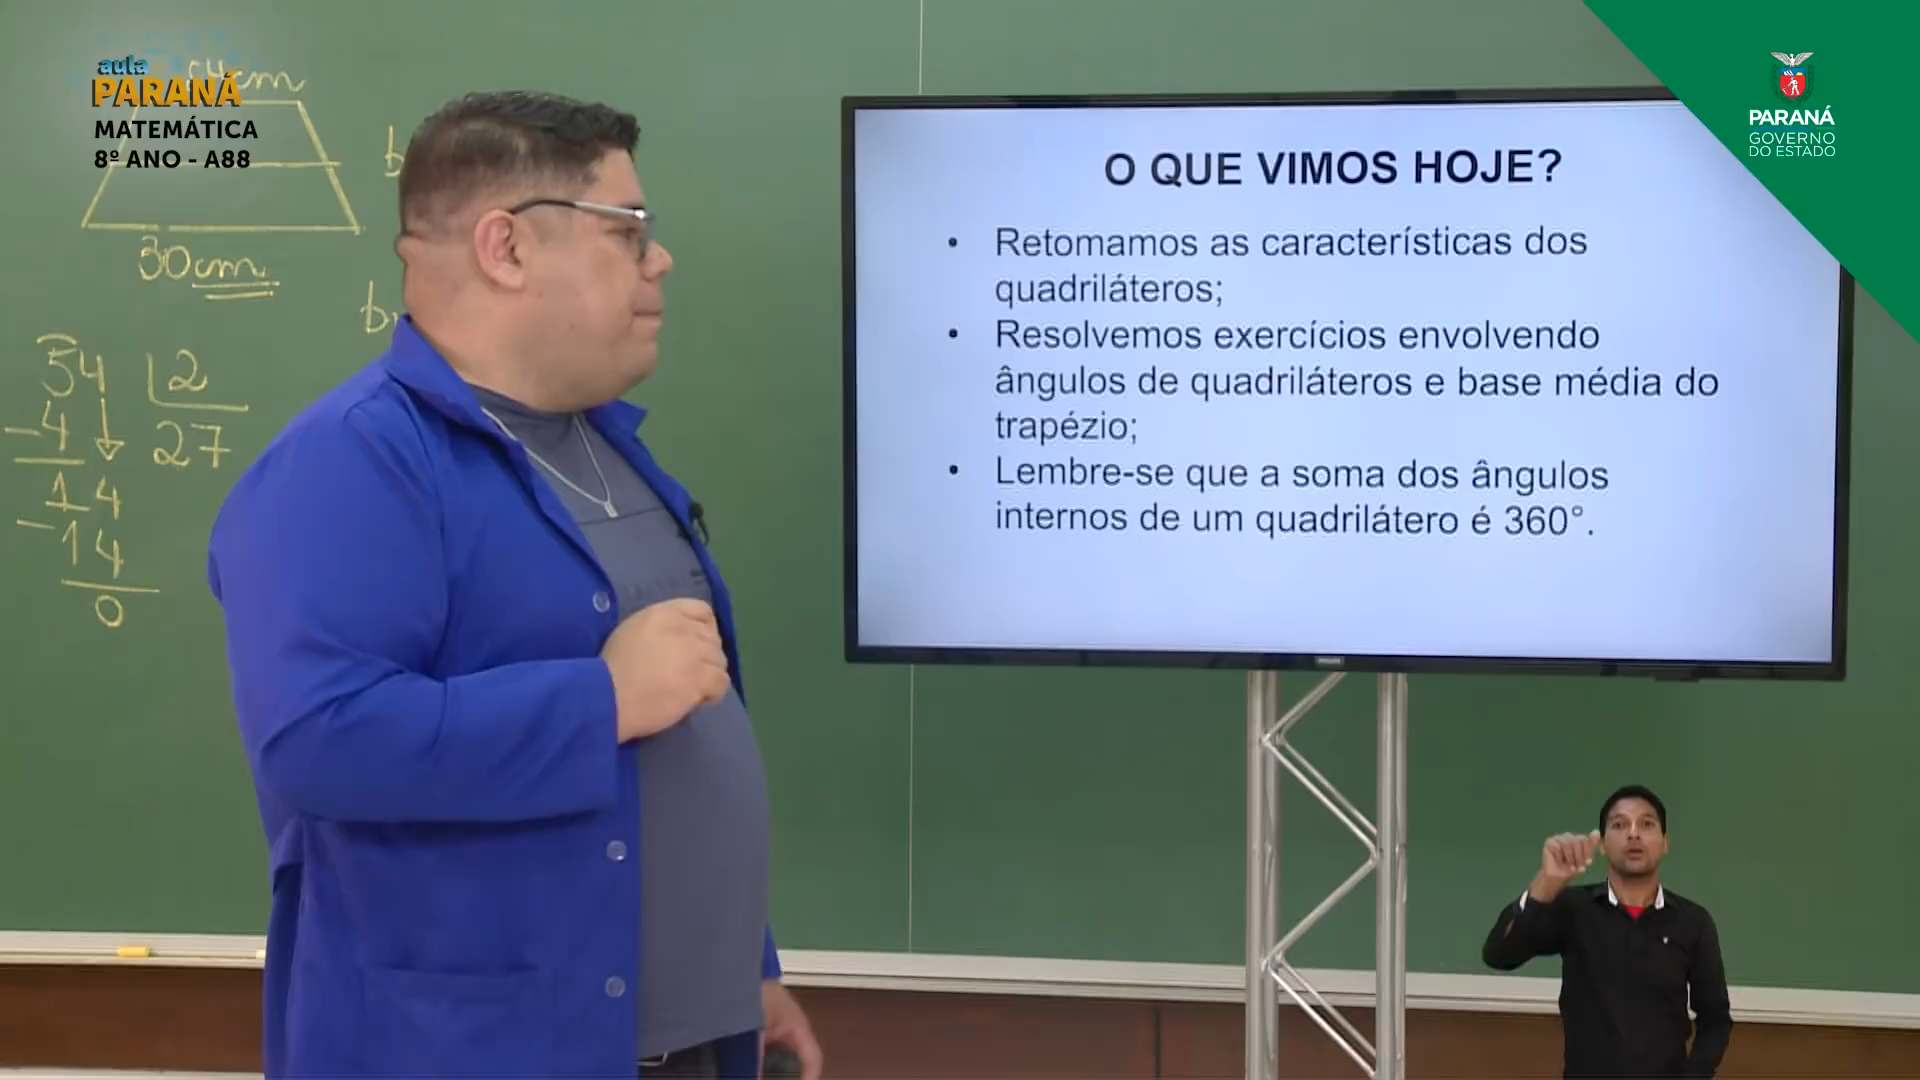 aula
PARANÁ
MATEMÁTICA
8º ANO - A88
cm
30cm
54 2
-4 27
14
-14
0
b
b
O QUE VIMOS HOJE?
• Retomamos as características dos
quadriláteros;
• Resolvemos exercícios envolvendo
ângulos de quadriláteros e base média do
trapézio;
• Lembre-se que a soma dos ângulos
internos de um quadrilátero é 360°.
PARANÁ
GOVERNO
DO ESTADO